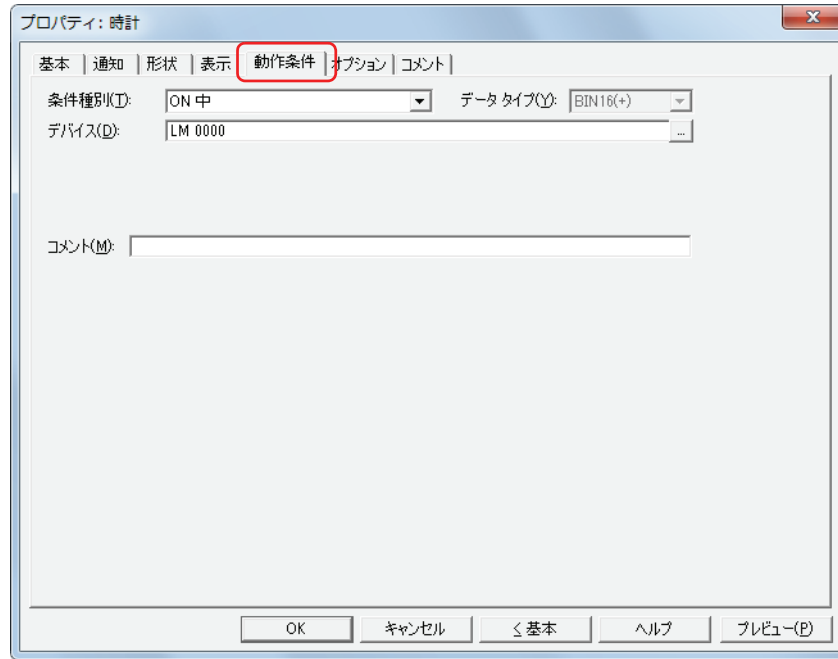 プロパティ: 時計
x
基本 通知 形状 表示 動作条件 オプション コメント
条件種別(T): ON 中 データ タイプ(Y): BIN16(+)
デバイス(D): LM 0000 ...
コメント(M):
OK キャンセル < 基本 ヘルプ プレビュー(P)